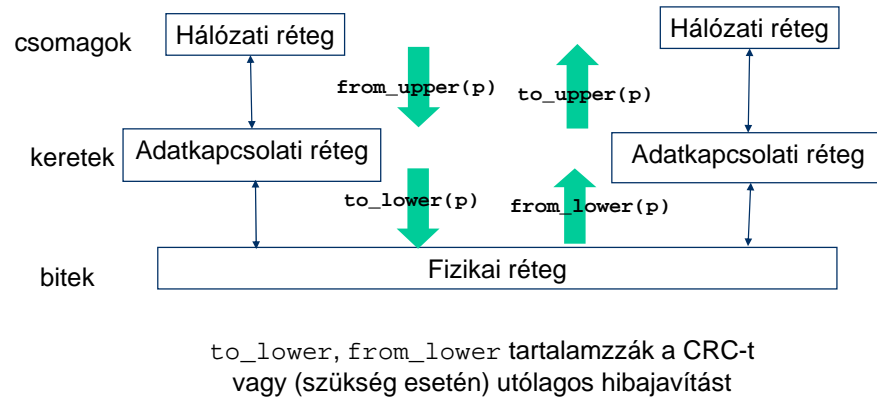 csomagok
Hálózati réteg
Hálózati réteg
from_upper(p)
to_upper(p)
keretek
Adatkapcsolati réteg
Adatkapcsolati réteg
to_lower(p)
from_lower(p)
bitek
Fizikai réteg
to_lower, from_lower tartalamzzák a CRC-t
vagy (szükség esetén) utólagos hibajavítást